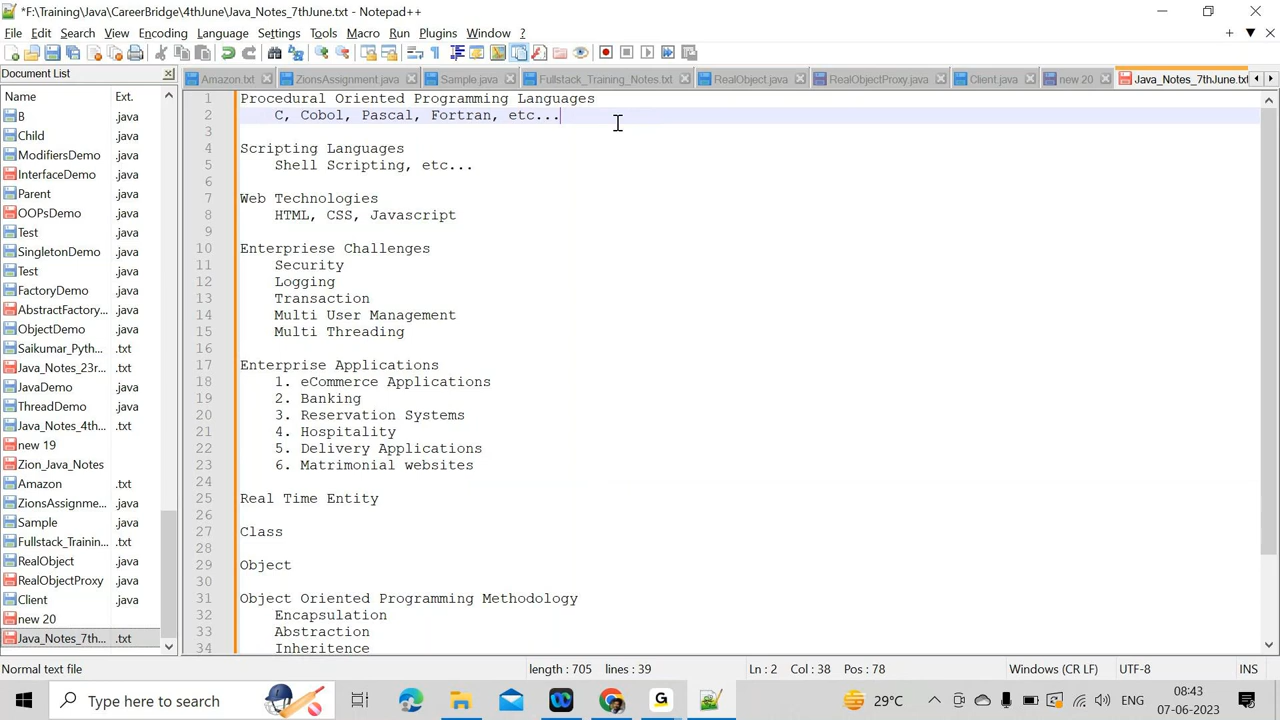 *F:\Training\Java\CareerBridge\4thJune\Java_Notes_7thJune.txt - Notepad++
File Edit Search View Encoding Language Settings Tools Macro Run Plugins Window ?
Document List
Amazon.txt ZionsAssignment.java Sample.java Fullstack_Training_Notes.txt RealObject.java RealObjectProxy.java Client.java new 20 Java_Notes_7thJune.txt
Name Ext.
B .java
Child .java
ModifiersDemo .java
InterfaceDemo .java
Parent .java
OOPsDemo .java
Test .java
SingletonDemo .java
Test .java
FactoryDemo .java
AbstractFactory... .java
ObjectDemo .java
Saikumar_Pyth... .txt
Java_Notes_23r... .txt
JavaDemo .java
ThreadDemo .java
Java_Notes_4th... .txt
new 19
Zion_Java_Notes
Amazon .txt
ZionsAssignme... .java
Sample .java
Fullstack_Trainin... .txt
RealObject .java
RealObjectProxy .java
Client .java
new 20
Java_Notes_7th... .txt
1 Procedural Oriented Programming Languages
2 C, Cobol, Pascal, Fortran, etc...
3
4 Scripting Languages
5 Shell Scripting, etc...
6
7 Web Technologies
8 HTML, CSS, Javascript
9
10 Enterpriese Challenges
11 Security
12 Logging
13 Transaction
14 Multi User Management
15 Multi Threading
16
17 Enterprise Applications
18 1. eCommerce Applications
19 2. Banking
20 3. Reservation Systems
21 4. Hospitality
22 5. Delivery Applications
23 6. Matrimonial websites
24
25 Real Time Entity
26
27 Class
28
29 Object
30
31 Object Oriented Programming Methodology
32 Encapsulation
33 Abstraction
34 Inheritence
Normal text file length : 705 lines : 39 Ln : 2 Col : 38 Pos : 78 Windows (CR LF) UTF-8 INS
Type here to search 29°C ENG 08:43
07-06-2023